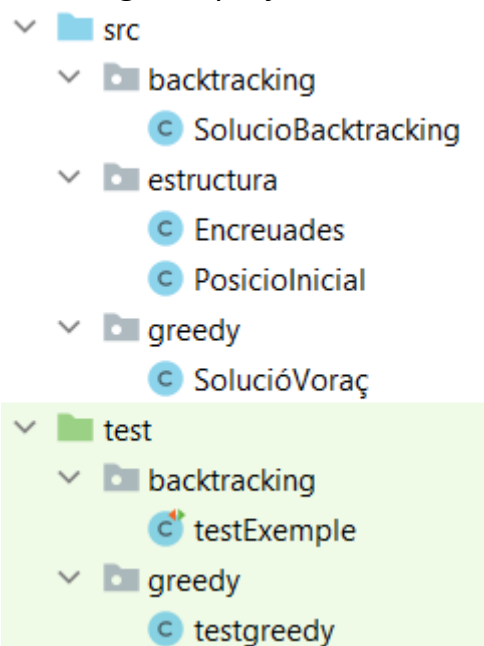 src
backtracking
C SolucioBacktracking
estructura
C Encreuades
C PosicioInicial
greedy
C SolucióVoraç
test
backtracking
C testExemple
greedy
C testgreedy